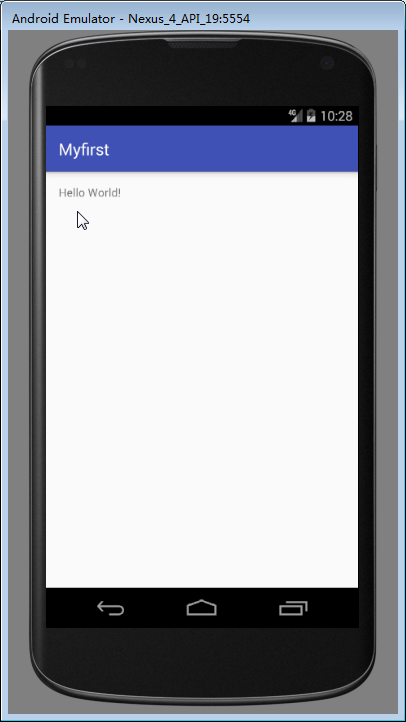 Android Emulator - Nexus_4_API_19:5554
4G 10:28
Myfirst
Hello World!